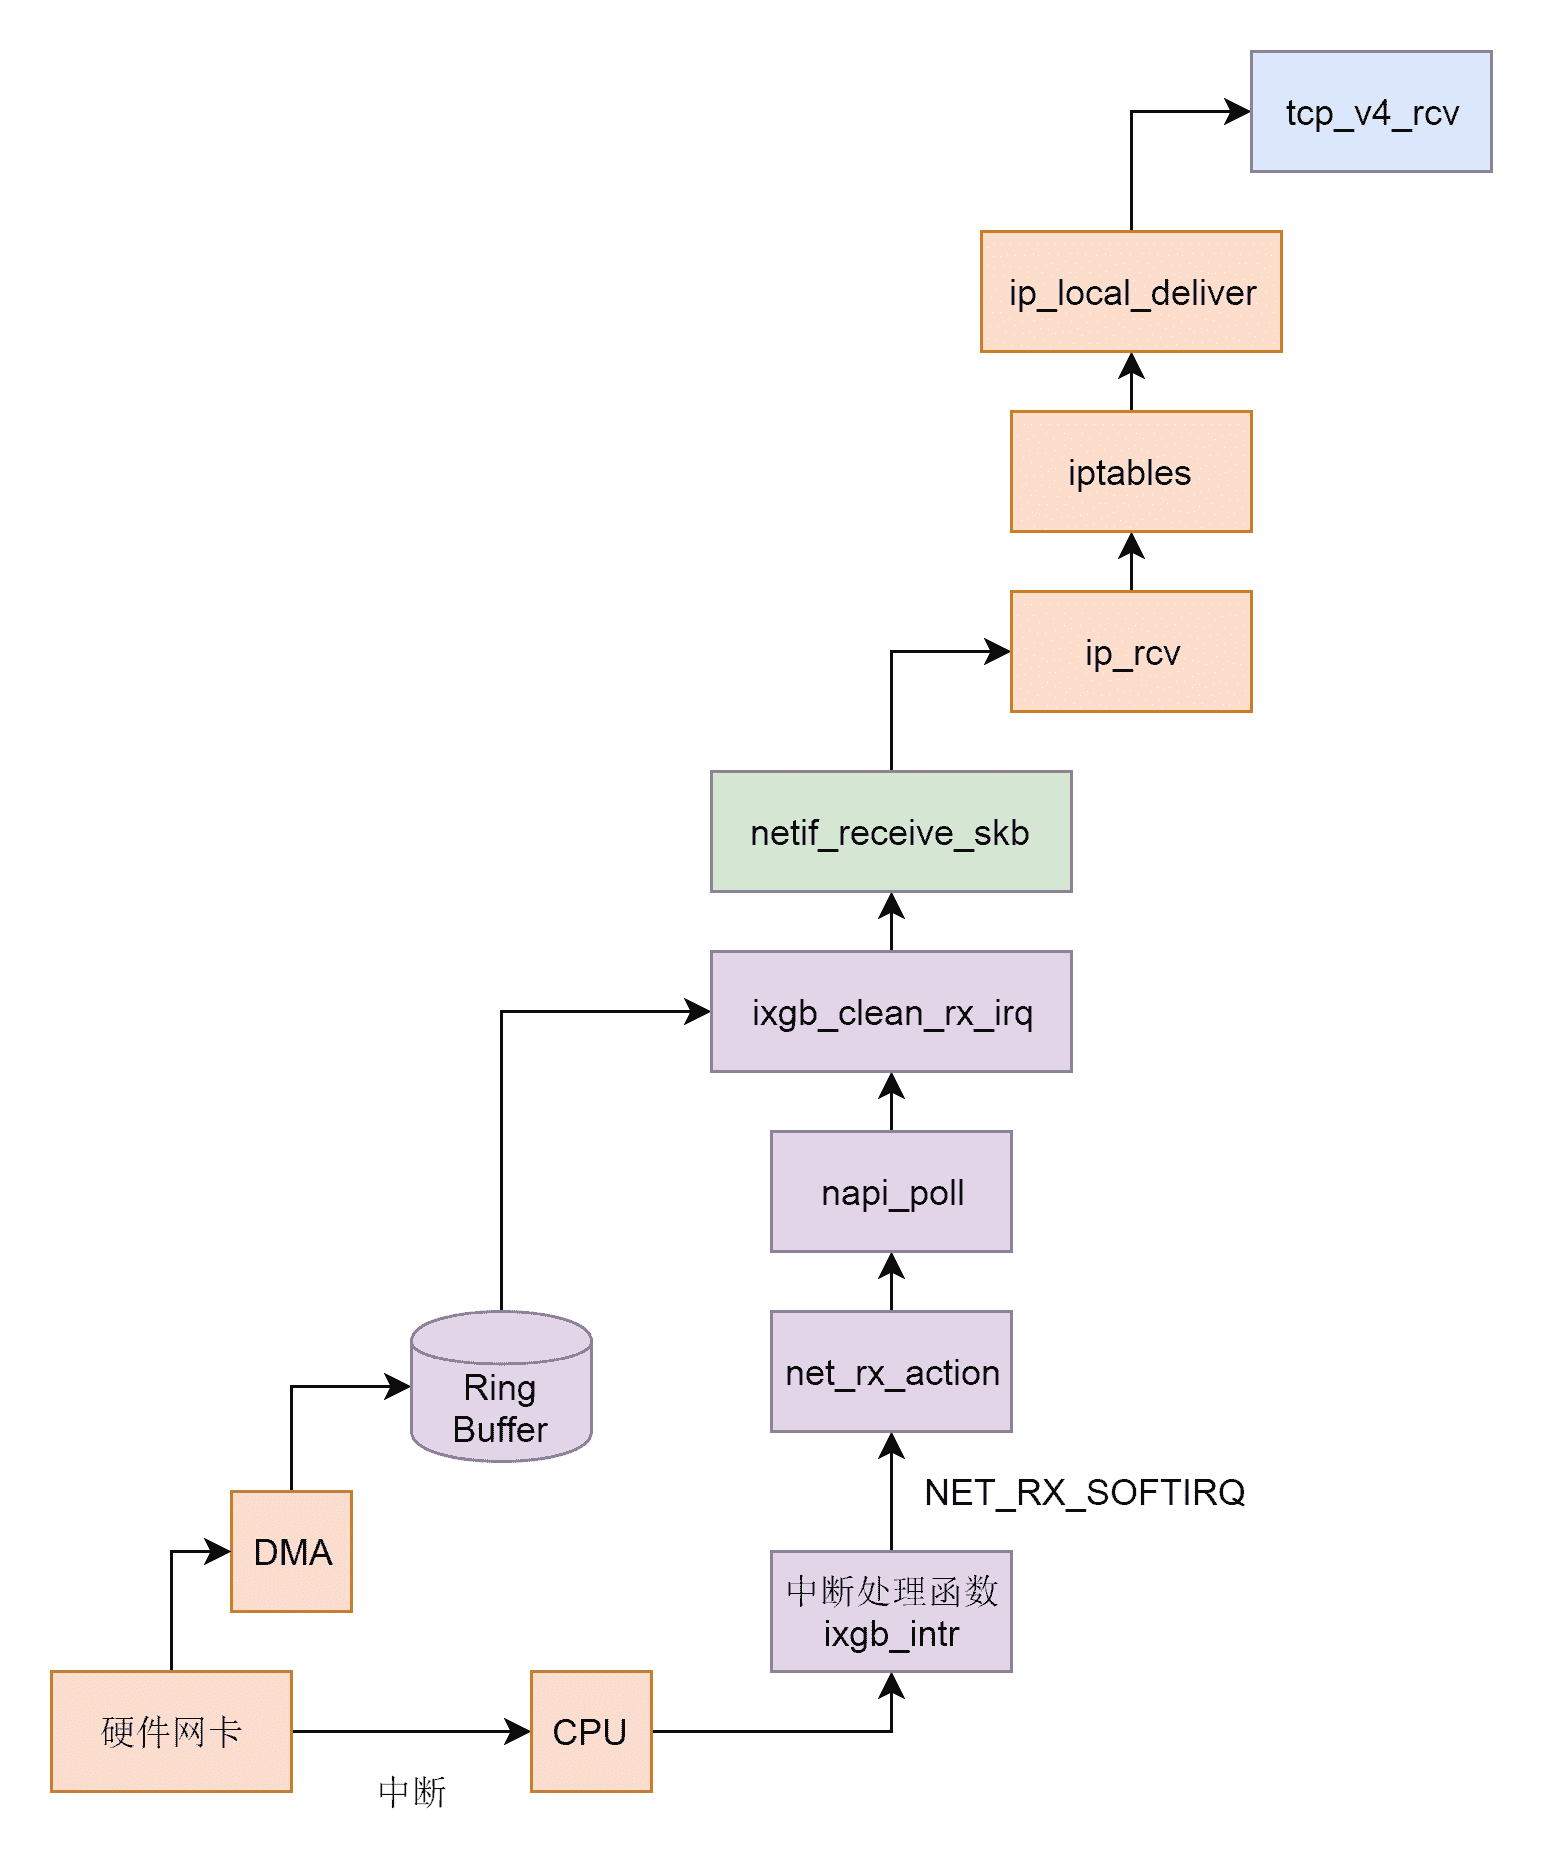 tcp_v4_rcv
ip_local_deliver
iptables
ip_rcv
netif_receive_skb
ixgb_clean_rx_irq
napi_poll
net_rx_action
Ring
Buffer
NET_RX_SOFTIRQ
DMA
中断处理函数
ixgb_intr
硬件网卡
CPU
中断